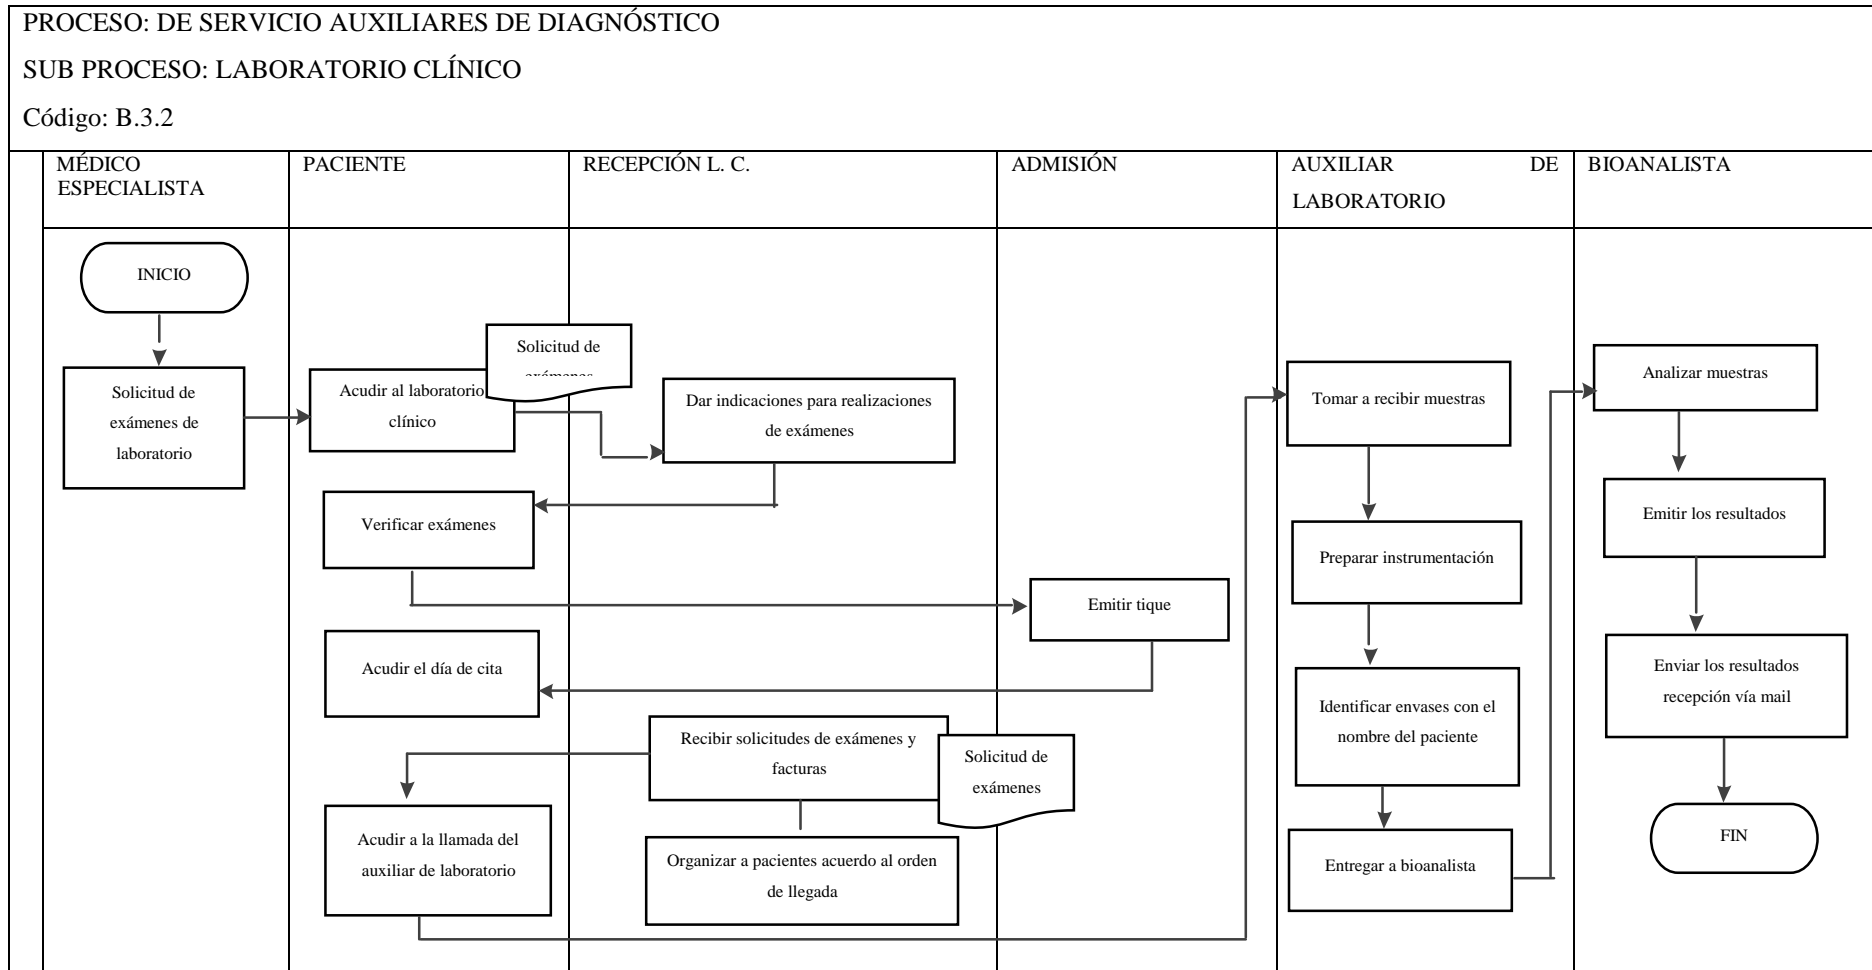 PROCESO: DE SERVICIO AUXILIARES DE DIAGNÓSTICO
SUB PROCESO: LABORATORIO CLÍNICO
Código: B.3.2
MÉDICO
ESPECIALISTA
PACIENTE
RECEPCIÓN L. C.
ADMISIÓN
AUXILIAR DE
LABORATORIO
BIOANALISTA
INICIO
Solicitud de
exámenes de
laboratorio
Acudir al laboratorio
clínico
Solicitud de
exámenes
Dar indicaciones para realizaciones
de exámenes
Verificar exámenes
Emitir tique
Acudir el día de cita
Recibir solicitudes de exámenes y
facturas
Solicitud de
exámenes
Acudir a la llamada del
auxiliar de laboratorio
Organizar a pacientes acuerdo al orden
de llegada
Tomar a recibir muestras
Preparar instrumentación
Identificar envases con el
nombre del paciente
Entregar a bioanalista
Analizar muestras
Emitir los resultados
Enviar los resultados
recepción vía mail
FIN